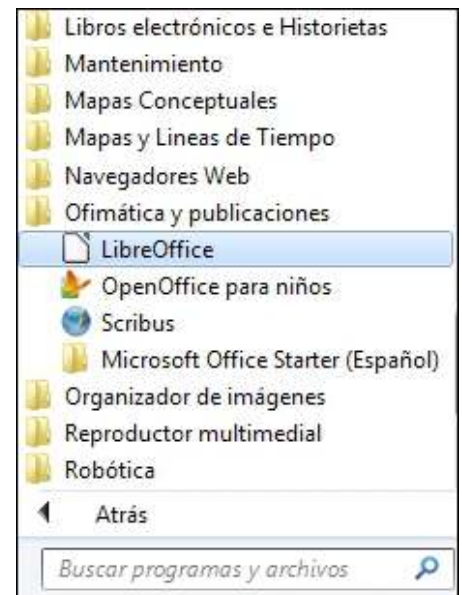 Libros electrónicos e Historietas
Mantenimiento
Mapas Conceptuales
Mapas y Lineas de Tiempo
Navegadores Web
Ofimática y publicaciones
LibreOffice
OpenOffice para niños
Scribus
Microsoft Office Starter (Español)
Organizador de imágenes
Reproductor multimedial
Robótica
Atrás
Buscar programas y archivos